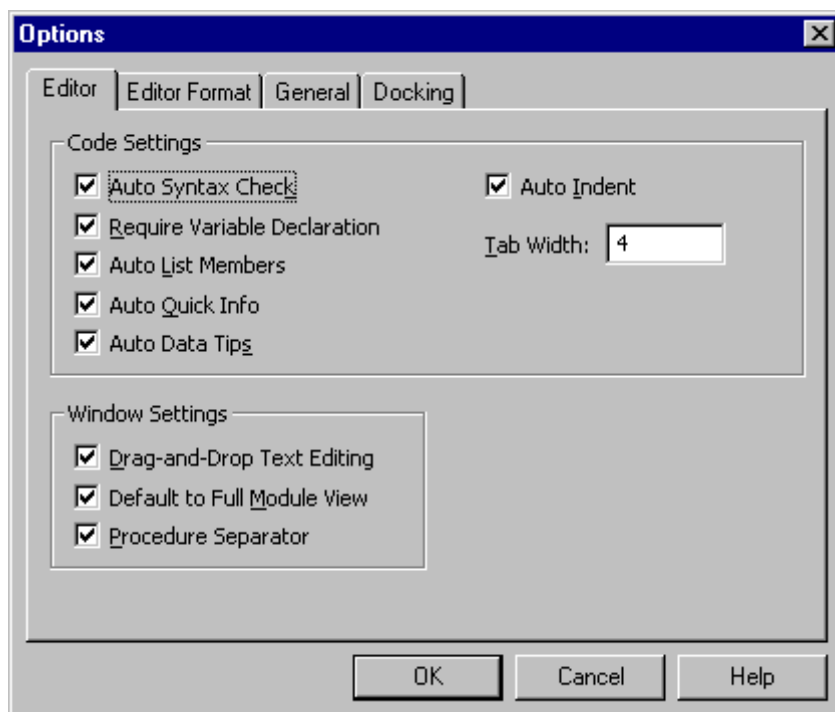 Options
Editor
Editor Format
General
Docking
Code Settings
Auto Syntax Check
Require Variable Declaration
Auto List Members
Auto Quick Info
Auto Data Tips
Auto Indent
Tab Width: 4
Window Settings
Drag-and-Drop Text Editing
Default to Full Module View
Procedure Separator
OK
Cancel
Help